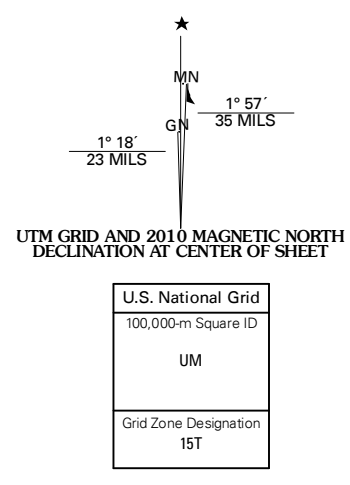 MN
1° 57´
35 MILS
GN
1° 18´
23 MILS
UTM GRID AND 2010 MAGNETIC NORTH
DECLINATION AT CENTER OF SHEET
U.S. National Grid
100,000-m Square ID
UM
Grid Zone Designation
15T